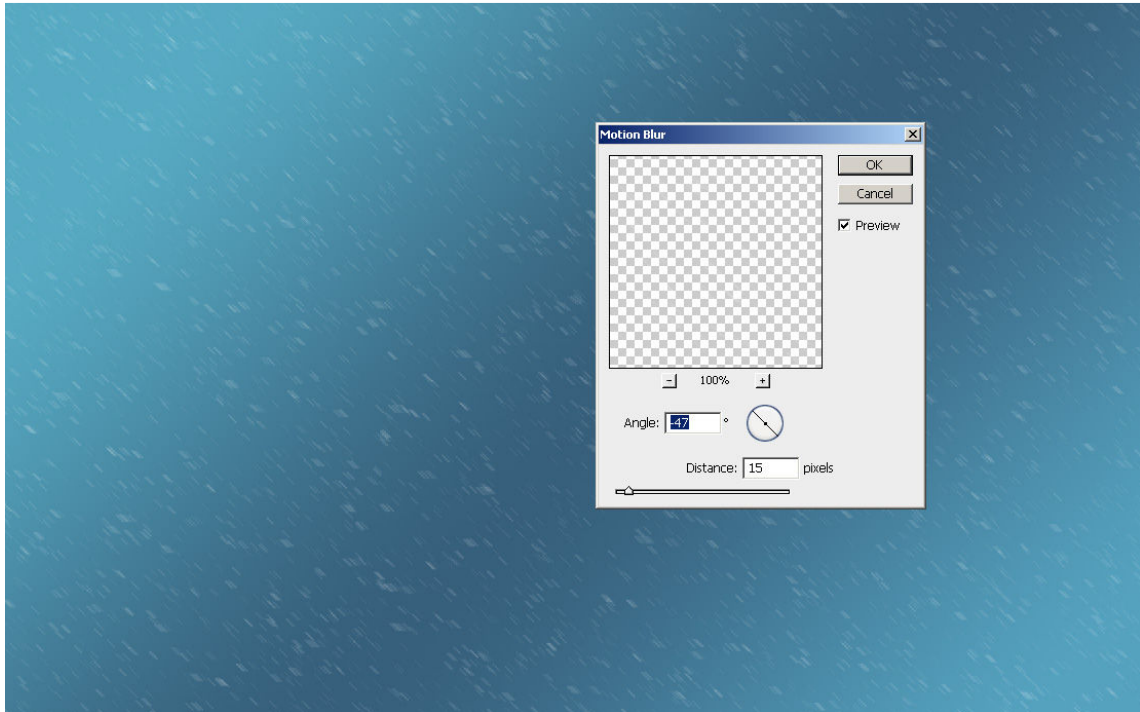 Motion Blur
OK
Cancel
Preview
- 100% +
Angle: -47 °
Distance: 15 pixels